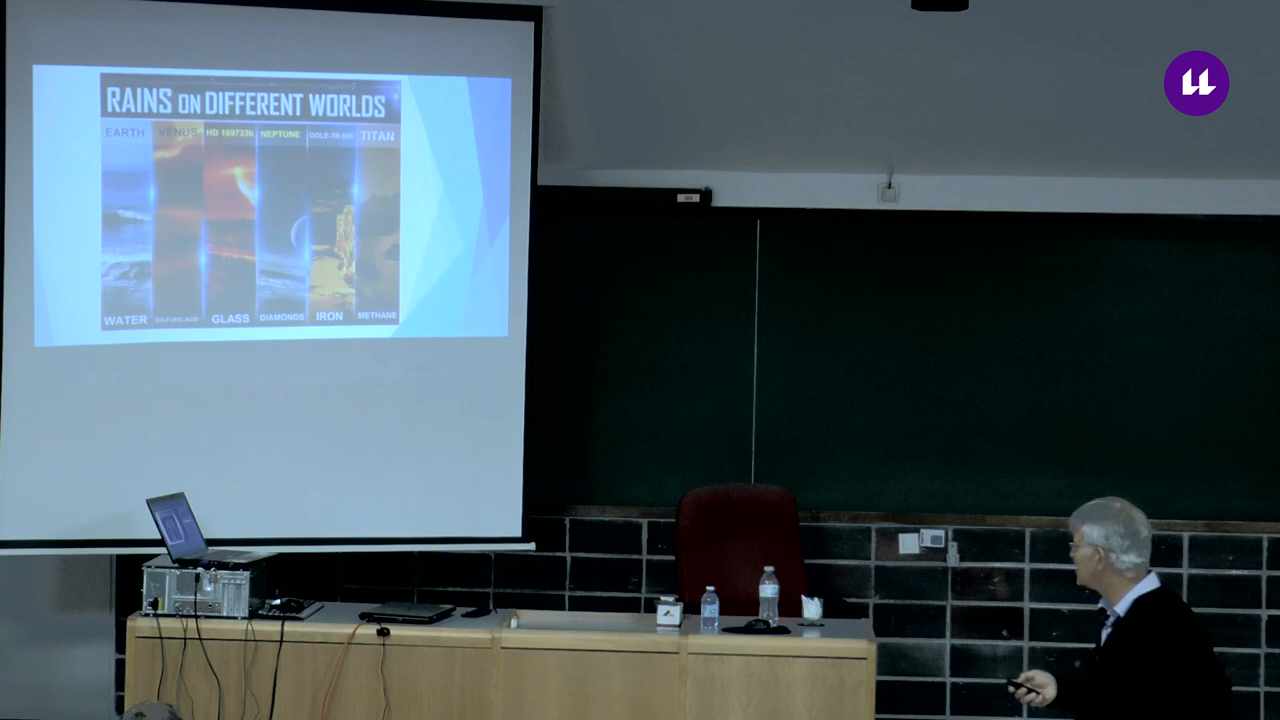 RAINS ON DIFFERENT WORLDS
EARTH VENUS HD 189733b NEPTUNE OGLE-TR-56b TITAN
WATER SULFURIC ACID GLASS DIAMONDS IRON METHANE